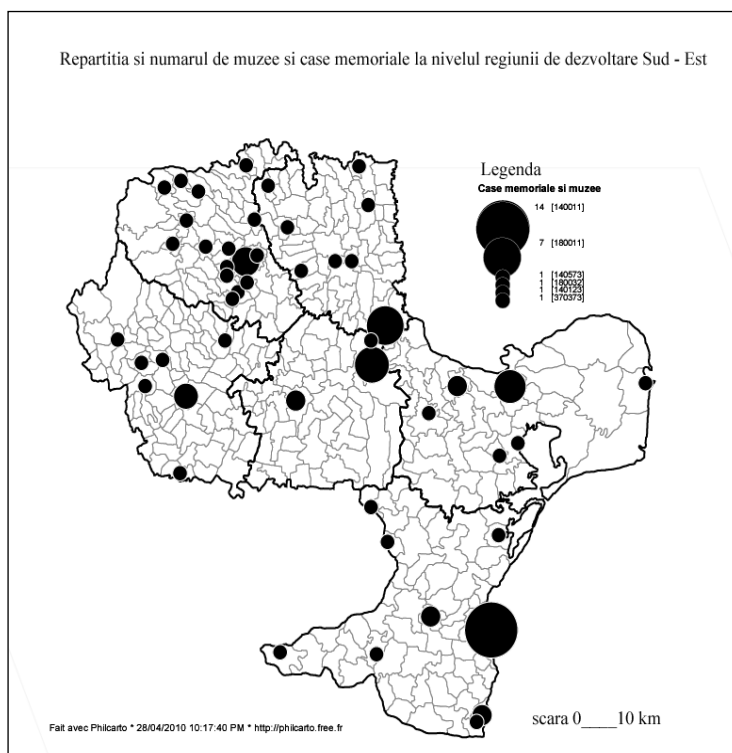 Repartitia si numarul de muzee si case memoriale la nivelul regiunii de dezvoltare Sud - Est
Legenda
Case memoriale si muzee
14 [140011]
7 [180011]
1 [140573]
1 [180032]
1 [140123]
1 [370373]
Fait avec Philcarto * 28/04/2010 10:17:40 PM * http://philcarto.free.fr
scara 0____10 km